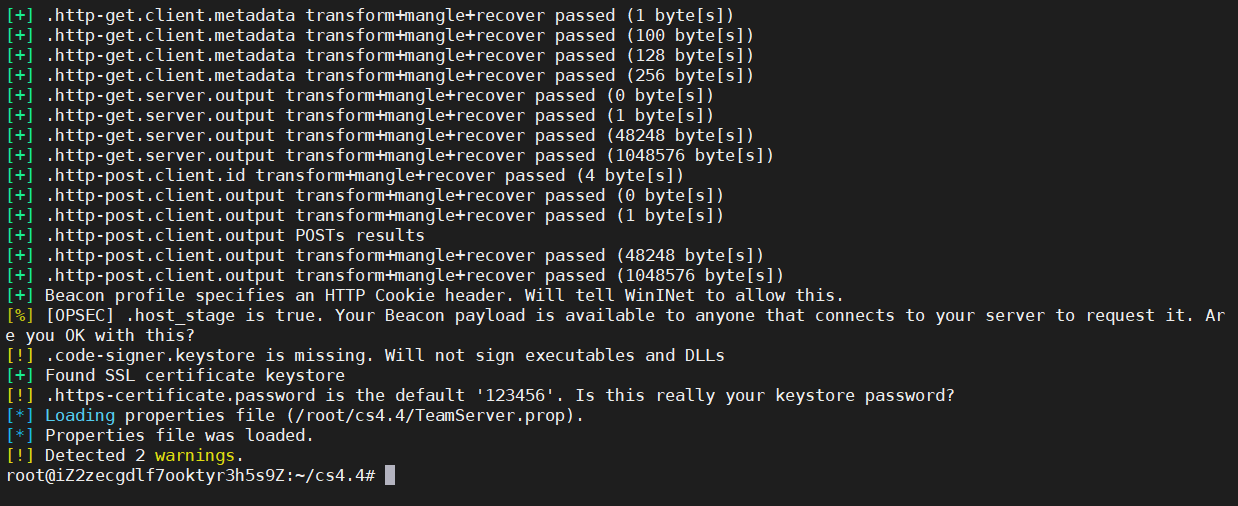 [+] .http-get.client.metadata transform+mangle+recover passed (1 byte[s])
[+] .http-get.client.metadata transform+mangle+recover passed (100 byte[s])
[+] .http-get.client.metadata transform+mangle+recover passed (128 byte[s])
[+] .http-get.client.metadata transform+mangle+recover passed (256 byte[s])
[+] .http-get.server.output transform+mangle+recover passed (0 byte[s])
[+] .http-get.server.output transform+mangle+recover passed (1 byte[s])
[+] .http-get.server.output transform+mangle+recover passed (48248 byte[s])
[+] .http-get.server.output transform+mangle+recover passed (1048576 byte[s])
[+] .http-post.client.id transform+mangle+recover passed (4 byte[s])
[+] .http-post.client.output transform+mangle+recover passed (0 byte[s])
[+] .http-post.client.output transform+mangle+recover passed (1 byte[s])
[+] .http-post.client.output POSTs results
[+] .http-post.client.output transform+mangle+recover passed (48248 byte[s])
[+] .http-post.client.output transform+mangle+recover passed (1048576 byte[s])
[+] Beacon profile specifies an HTTP Cookie header. Will tell WinINet to allow this.
[%] [OPSEC] .host_stage is true. Your Beacon payload is available to anyone that connects to your server to request it. Ar
e you OK with this?
[!] .code-signer.keystore is missing. Will not sign executables and DLLs
[+] Found SSL certificate keystore
[!] .https-certificate.password is the default '123456'. Is this really your keystore password?
[*] Loading properties file (/root/cs4.4/TeamServer.prop).
[*] Properties file was loaded.
[!] Detected 2 warnings.
root@iZ2zecgdlf7ooktyr3h5s9Z:~/cs4.4#